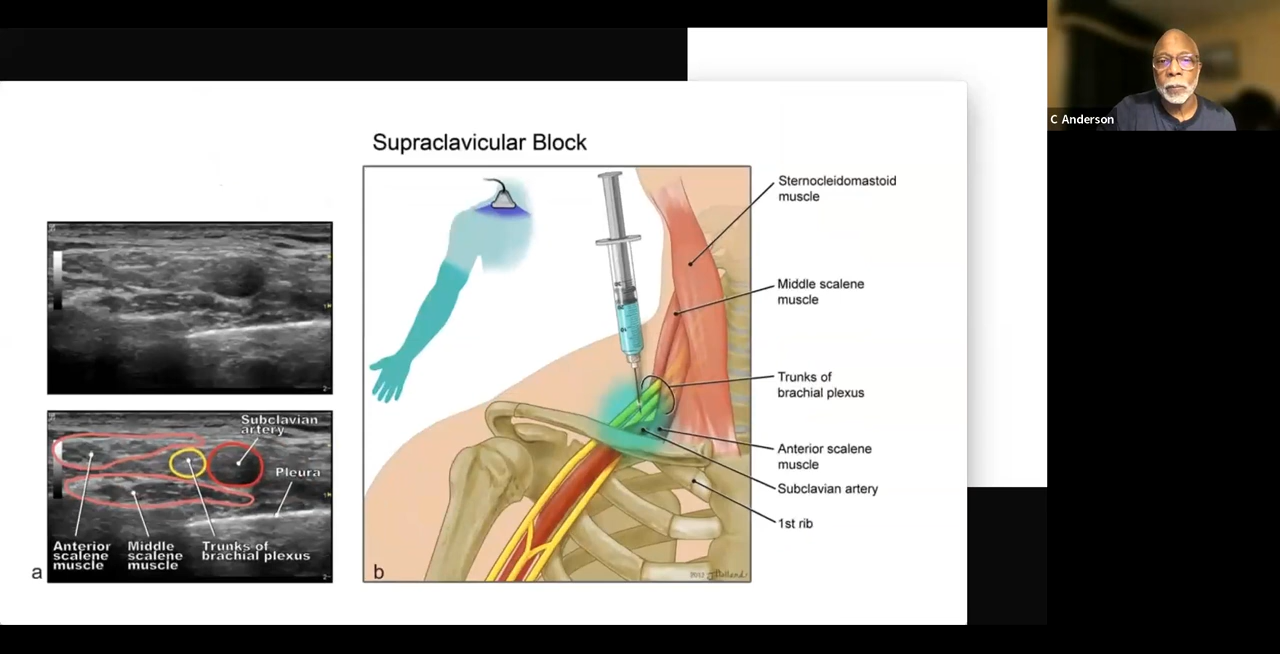 C Anderson
Supraclavicular Block
Sternocleidomastoid
muscle
Middle scalene
muscle
Trunks of
brachial plexus
Anterior scalene
muscle
Subclavian artery
1st rib
b
Subclavian
artery
Pleura
Anterior
scalene
muscle
Middle
scalene
muscle
Trunks of
brachial plexus
a